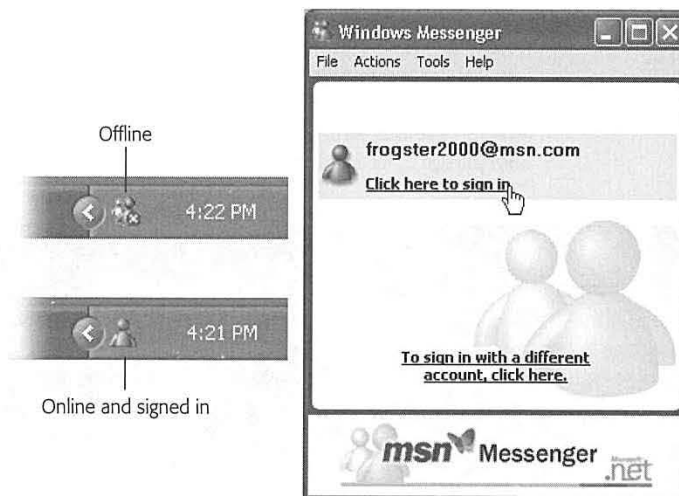 Offline
4:22 PM
4:21 PM
Online and signed in
Windows Messenger
File Actions Tools Help
frogster2000@msn.com
Click here to sign in
To sign in with a different
account, click here.
msn Messenger
Microsoft
.net